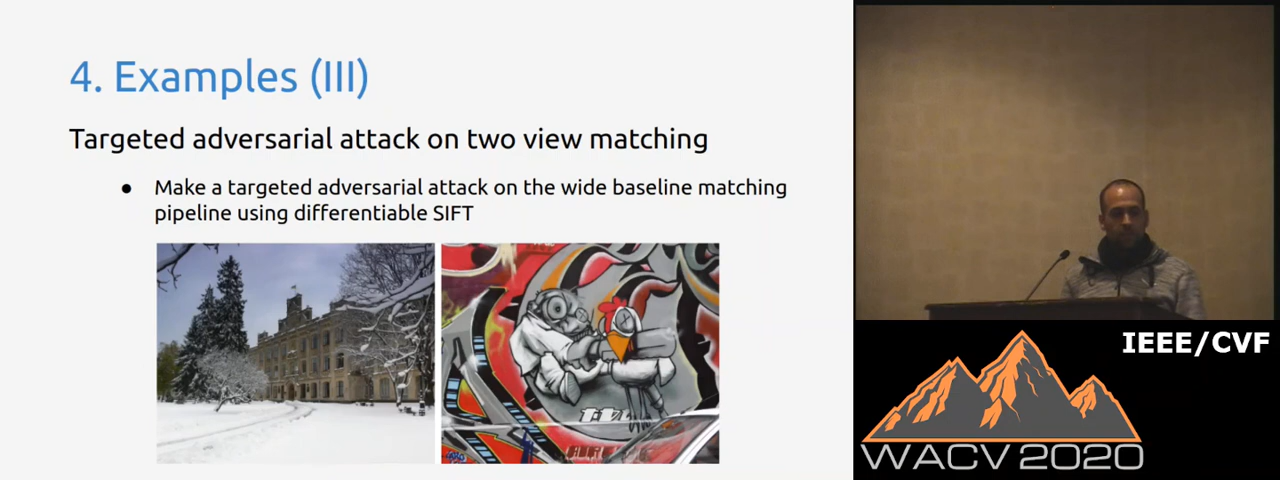 4. Examples (III)
Targeted adversarial attack on two view matching
● Make a targeted adversarial attack on the wide baseline matching
pipeline using differentiable SIFT
IEEE/CVF
WACV 2020